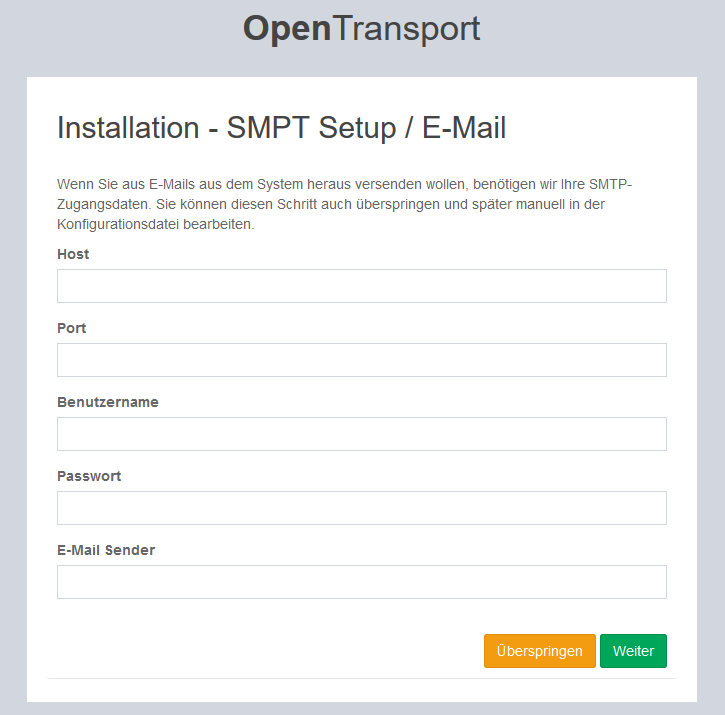 OpenTransport
Installation - SMPT Setup / E-Mail
Wenn Sie aus E-Mails aus dem System heraus versenden wollen, benötigen wir Ihre SMTP-
Zugangsdaten. Sie können diesen Schritt auch überspringen und später manuell in der
Konfigurationsdatei bearbeiten.
Host
Port
Benutzername
Passwort
E-Mail Sender
Überspringen Weiter